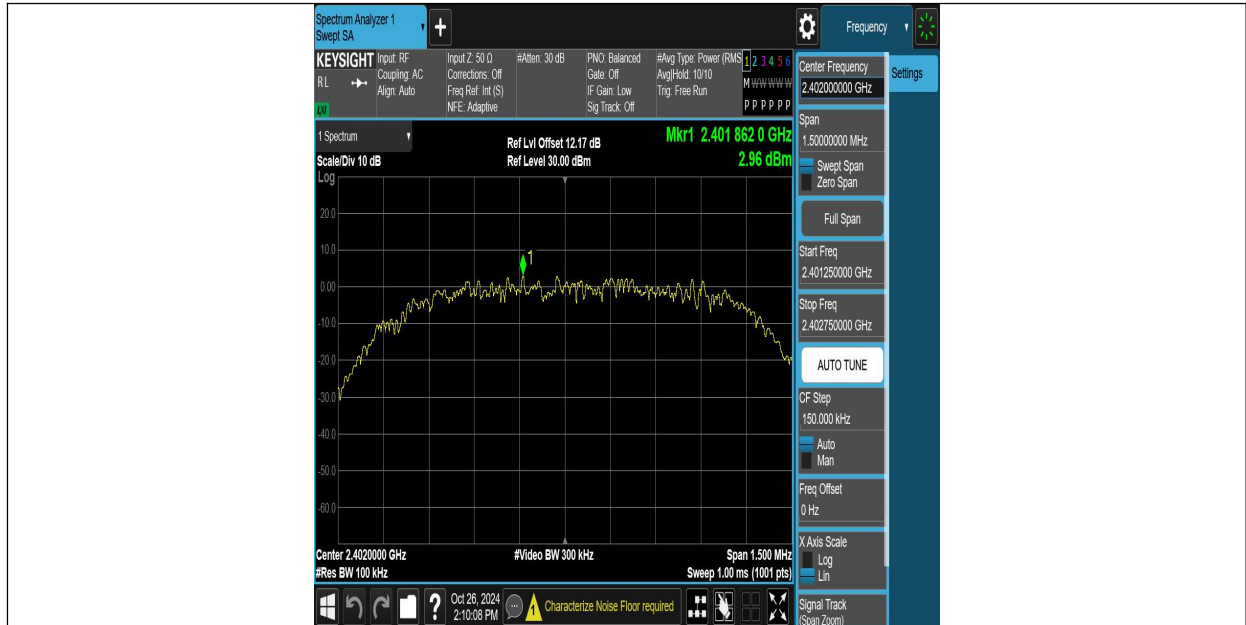 Spectrum Analyzer 1
Swept SA
+
Frequency
KEYSIGHT
RL
LXI
Input: RF
Coupling: AC
Align: Auto
Input Z: 50 Ω
Corrections: Off
Freq Ref: Int (S)
NFE: Adaptive
#Atten: 30 dB
PNO: Balanced
Gate: Off
IF Gain: Low
Sig Track: Off
#Avg Type: Power (RMS
Avg|Hold: 10/10
Trig: Free Run
1 2 3 4 5 6
M W W W W W
P P P P P P
1 Spectrum
Scale/Div 10 dB
Log
Ref Lvl Offset 12.17 dB
Ref Level 30.00 dBm
Mkr1 2.401 862 0 GHz
2.96 dBm
20.0
10.0
0.00
-10.0
-20.0
-30.0
-40.0
-50.0
-60.0
1
Center 2.4020000 GHz
#Res BW 100 kHz
#Video BW 300 kHz
Span 1.500 MHz
Sweep 1.00 ms (1001 pts)
Settings
Center Frequency
2.402000000 GHz
Span
1.50000000 MHz
Swept Span
Zero Span
Full Span
Start Freq
2.401250000 GHz
Stop Freq
2.402750000 GHz
AUTO TUNE
CF Step
150.000 kHz
Auto
Man
Freq Offset
0 Hz
X Axis Scale
Log
Lin
Signal Track
(Span Zoom)
?
Oct 26, 2024
2:10:08 PM
1
Characterize Noise Floor required